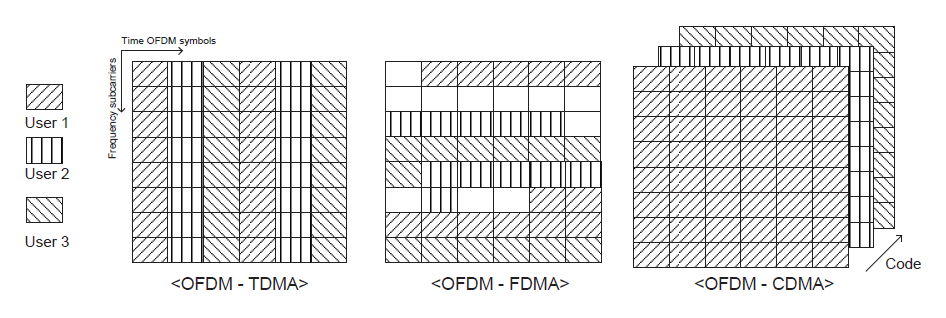 Time OFDM symbols
Frequency subcarriers
User 1
User 2
User 3
<OFDM - TDMA>
<OFDM - FDMA>
<OFDM - CDMA>
Code